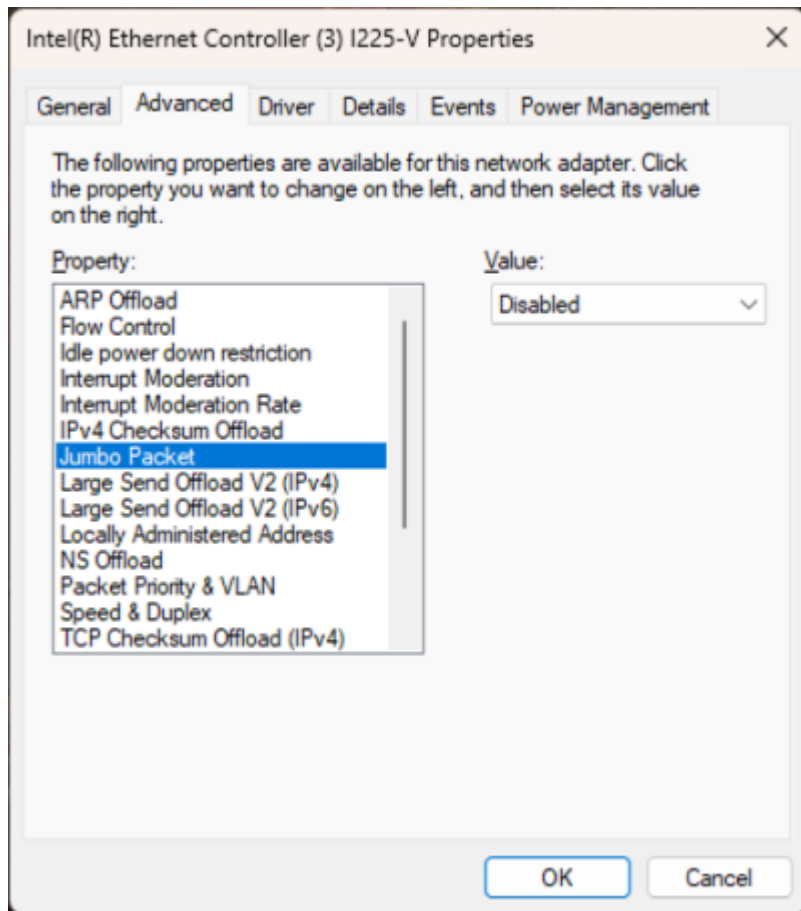 Intel(R) Ethernet Controller (3) I225-V Properties
General Advanced Driver Details Events Power Management
The following properties are available for this network adapter. Click
the property you want to change on the left, and then select its value
on the right.
Property:
Value:
ARP Offload
Disabled
Flow Control
Idle power down restriction
Interrupt Moderation
Interrupt Moderation Rate
IPv4 Checksum Offload
Jumbo Packet
Large Send Offload V2 (IPv4)
Large Send Offload V2 (IPv6)
Locally Administered Address
NS Offload
Packet Priority & VLAN
Speed & Duplex
TCP Checksum Offload (IPv4)
OK
Cancel